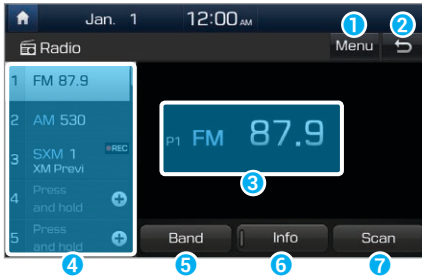 Jan. 1 12:00 AM
1
2
Radio
Menu
1 FM 87.9
2 AM 530
3 SXM 1 REC
XM Previ
4 Press
and hold
5 Press
and hold
P1 FM 87.9
3
Band
Info
Scan
4
5
6
7